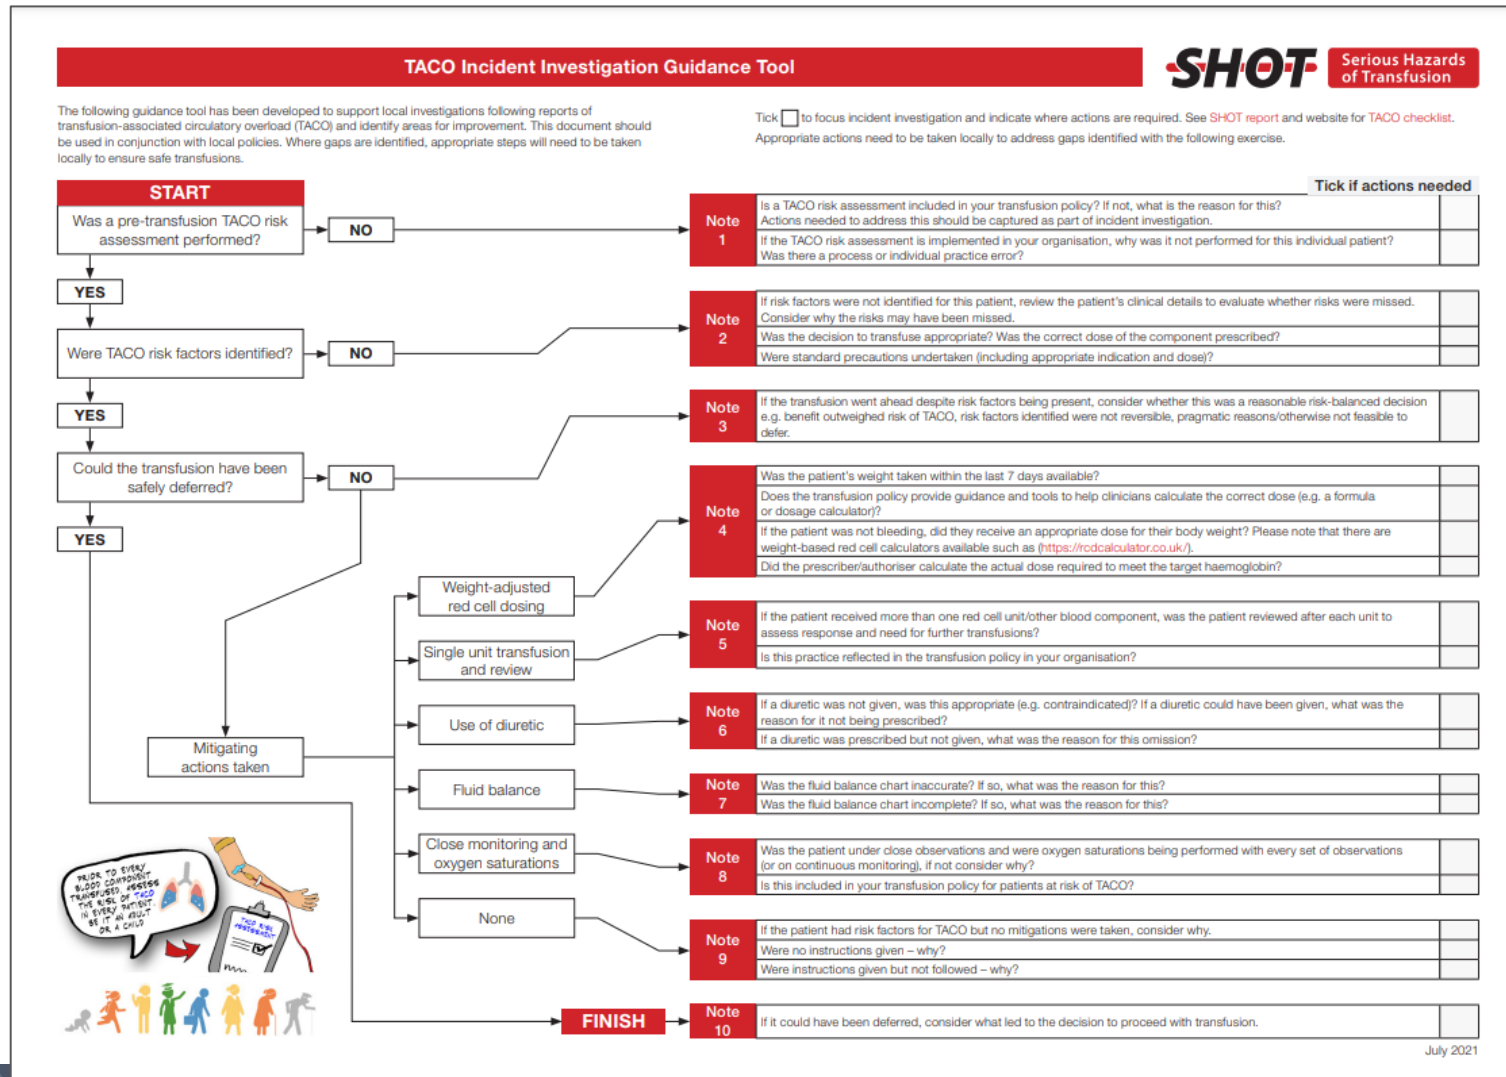 TACO Incident Investigation Guidance Tool
SHOT
Serious Hazards
of Transfusion
The following guidance tool has been developed to support local investigations following reports of
transfusion-associated circulatory overload (TACO) and identify areas for improvement. This document should
be used in conjunction with local policies. Where gaps are identified, appropriate steps will need to be taken
locally to ensure safe transfusions.
Tick to focus incident investigation and indicate where actions are required. See SHOT report and website for TACO checklist.
Appropriate actions need to be taken locally to address gaps identified with the following exercise.
Tick if actions needed
START
Was a pre-transfusion TACO risk
assessment performed?
NO
Note
1
Is a TACO risk assessment included in your transfusion policy? If not, what is the reason for this?
Actions needed to address this should be captured as part of incident investigation.
If the TACO risk assessment is implemented in your organisation, why was it not performed for this individual patient?
Was there a process or individual practice error?
YES
Were TACO risk factors identified?
NO
Note
2
If risk factors were not identified for this patient, review the patient's clinical details to evaluate whether risks were missed.
Consider why the risks may have been missed.
Was the decision to transfuse appropriate? Was the correct dose of the component prescribed?
Were standard precautions undertaken (including appropriate indication and dose)?
YES
Could the transfusion have been
safely deferred?
NO
Note
3
If the transfusion went ahead despite risk factors being present, consider whether this was a reasonable risk-balanced decision
e.g. benefit outweighed risk of TACO, risk factors identified were not reversible, pragmatic reasons/otherwise not feasible to
defer.
YES
Mitigating
actions taken
Weight-adjusted
red cell dosing
Note
4
Was the patient's weight taken within the last 7 days available?
Does the transfusion policy provide guidance and tools to help clinicians calculate the correct dose (e.g. a formula
or dosage calculator)?
If the patient was not bleeding, did they receive an appropriate dose for their body weight? Please note that there are
weight-based red cell calculators available such as (https://rcdcalculator.co.uk/).
Did the prescriber/authoriser calculate the actual dose required to meet the target haemoglobin?
Single unit transfusion
and review
Note
5
If the patient received more than one red cell unit/other blood component, was the patient reviewed after each unit to
assess response and need for further transfusions?
Is this practice reflected in the transfusion policy in your organisation?
Use of diuretic
Note
6
If a diuretic was not given, was this appropriate (e.g. contraindicated)? If a diuretic could have been given, what was the
reason for it not being prescribed?
If a diuretic was prescribed but not given, what was the reason for this omission?
Fluid balance
Note
7
Was the fluid balance chart inaccurate? If so, what was the reason for this?
Was the fluid balance chart incomplete? If so, what was the reason for this?
Close monitoring and
oxygen saturations
Note
8
Was the patient under close observations and were oxygen saturations being performed with every set of observations
(or on continuous monitoring), if not consider why?
Is this included in your transfusion policy for patients at risk of TACO?
None
Note
9
If the patient had risk factors for TACO but no mitigations were taken, consider why.
Were no instructions given – why?
Were instructions given but not followed – why?
PRIOR TO EVERY
BLOOD COMPONENT
TRANSFUSED, ASSESS
THE RISK OF TACO
IN EVERY PATIENT,
BE IT AN ADULT
OR A CHILD
TACO RISK
ASSESSMENT
FINISH
Note
10
If it could have been deferred, consider what led to the decision to proceed with transfusion.
July 2021